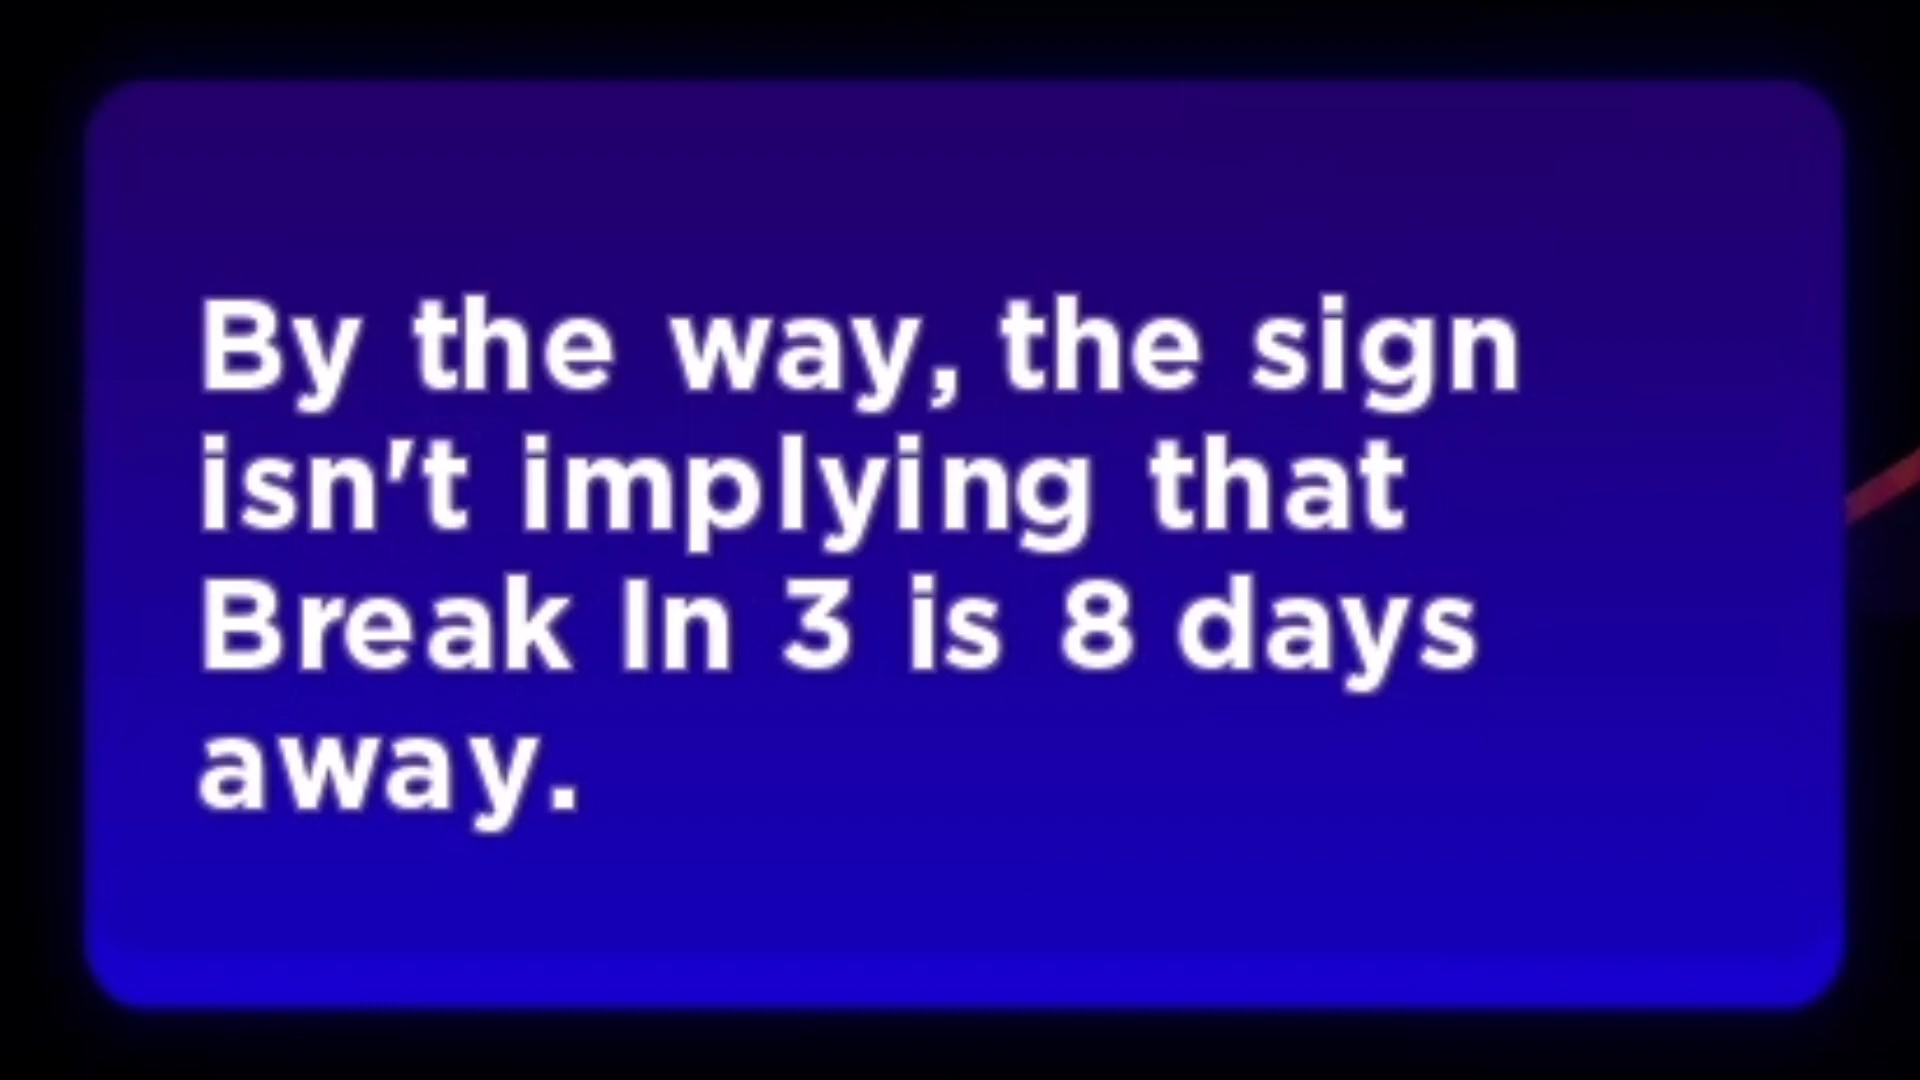 By the way, the sign
isn't implying that
Break In 3 is 8 days
away.